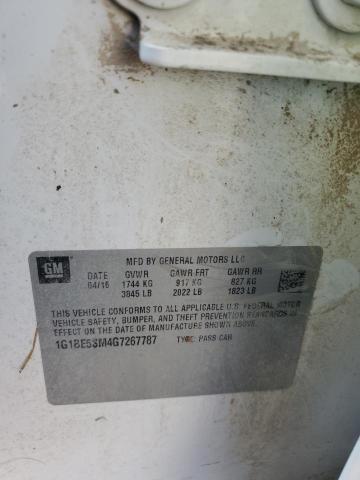 GM
MFD BY GENERAL MOTORS LLC
DATE GVWR GAWR FRT GAWR RR
04/16 1744 KG 917 KG 827 KG
3845 LB 2022 LB 1823 LB
THIS VEHICLE CONFORMS TO ALL APPLICABLE U.S. FEDERAL MOTOR
VEHICLE SAFETY, BUMPER, AND THEFT PREVENTION STANDARDS IN
EFFECT ON THE DATE OF MANUFACTURE SHOWN ABOVE.
1G1BE5SM4G7267787 TYPE: PASS CAR